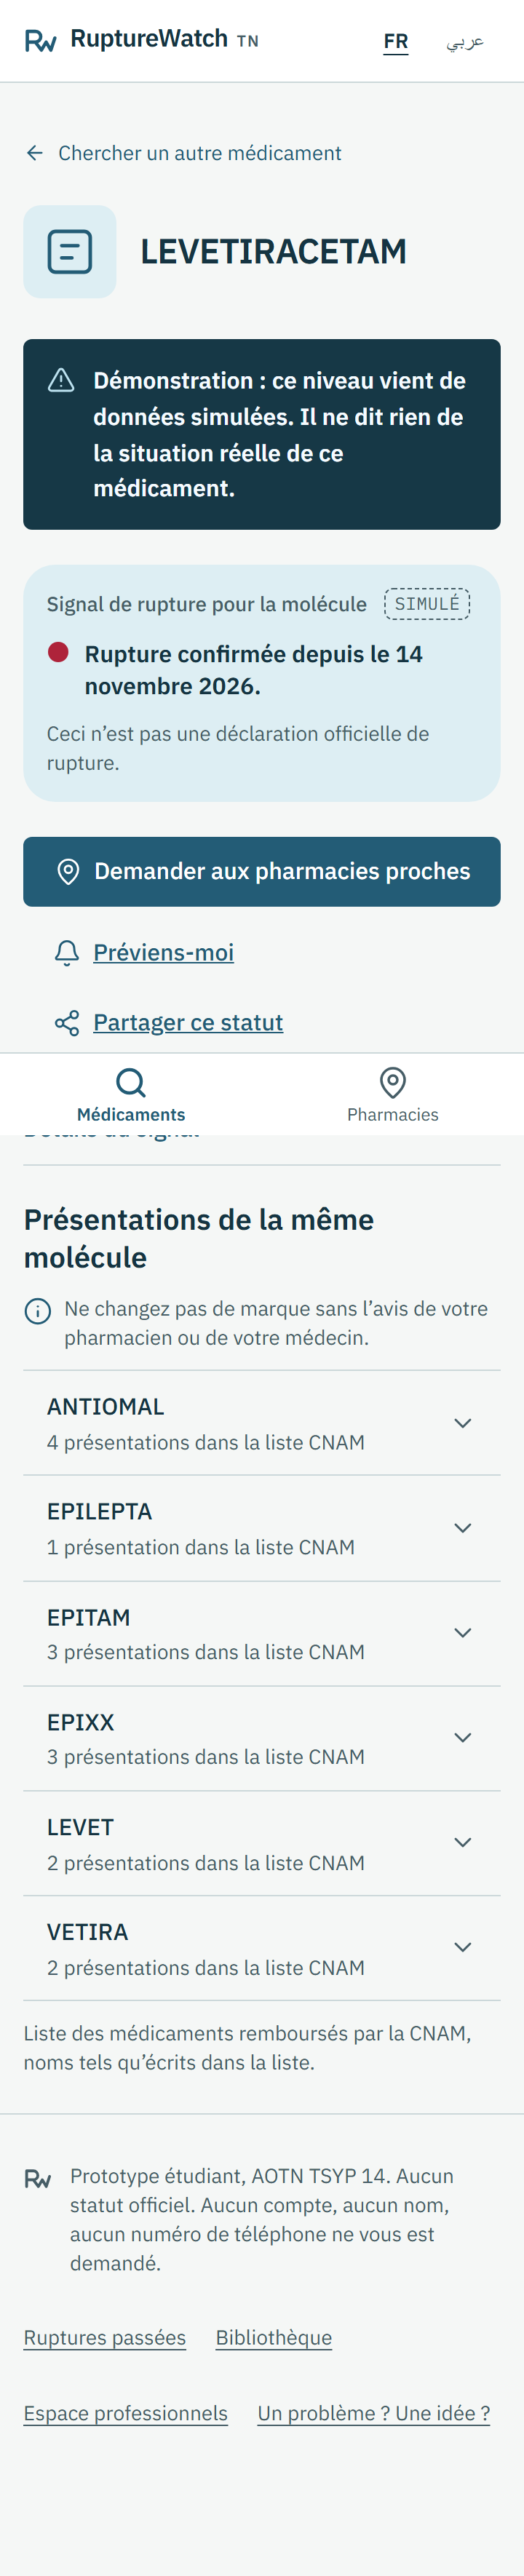 RuptureWatch TN
FR
عربي
Chercher un autre médicament
LEVETIRACETAM
Démonstration : ce niveau vient de
données simulées. Il ne dit rien de
la situation réelle de ce
médicament.
Signal de rupture pour la molécule
SIMULÉ
Rupture confirmée depuis le 14
novembre 2026.
Ceci n’est pas une déclaration officielle de
rupture.
Demander aux pharmacies proches
Préviens-moi
Partager ce statut
Médicaments
Pharmacies
Présentations de la même
molécule
Ne changez pas de marque sans l’avis de votre
pharmacien ou de votre médecin.
ANTIOMAL
4 présentations dans la liste CNAM
EPILEPTA
1 présentation dans la liste CNAM
EPITAM
3 présentations dans la liste CNAM
EPIXX
3 présentations dans la liste CNAM
LEVET
2 présentations dans la liste CNAM
VETIRA
2 présentations dans la liste CNAM
Liste des médicaments remboursés par la CNAM,
noms tels qu’écrits dans la liste.
Rw
Prototype étudiant, AOTN TSYP 14. Aucun
statut officiel. Aucun compte, aucun nom,
aucun numéro de téléphone ne vous est
demandé.
Ruptures passées
Bibliothèque
Espace professionnels
Un problème ? Une idée ?